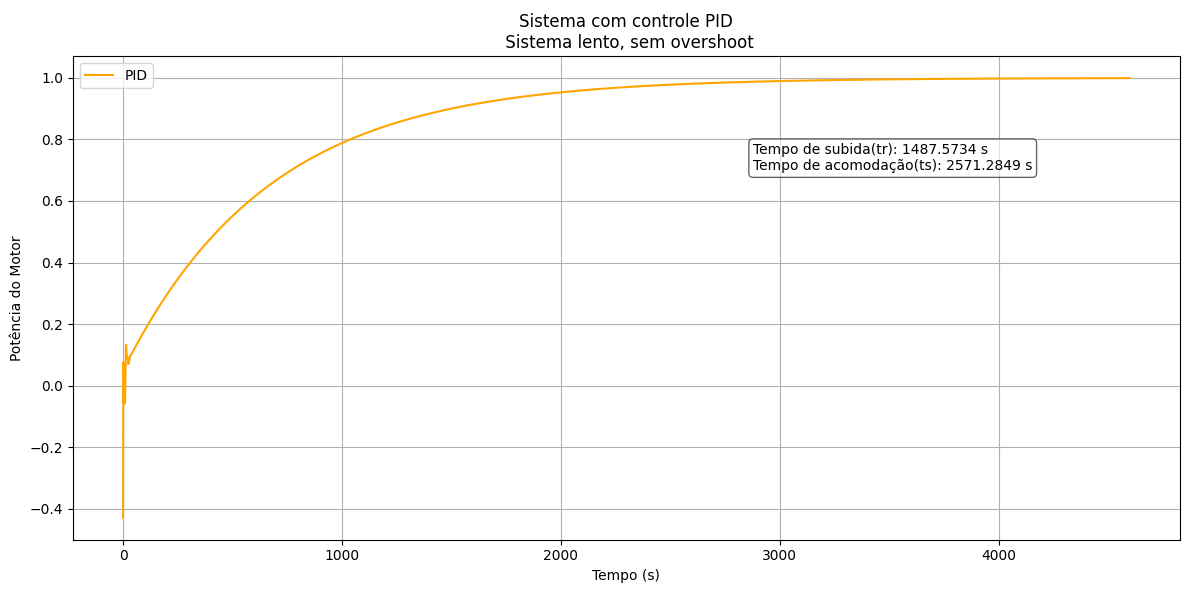 Sistema com controle PID
Sistema lento, sem overshoot
PID
Tempo de subida(tr): 1487.5734 s
Tempo de acomodação(ts): 2571.2849 s
Potência do Motor
1.0
0.8
0.6
0.4
0.2
0.0
−0.2
−0.4
0 1000 2000 3000 4000
Tempo (s)